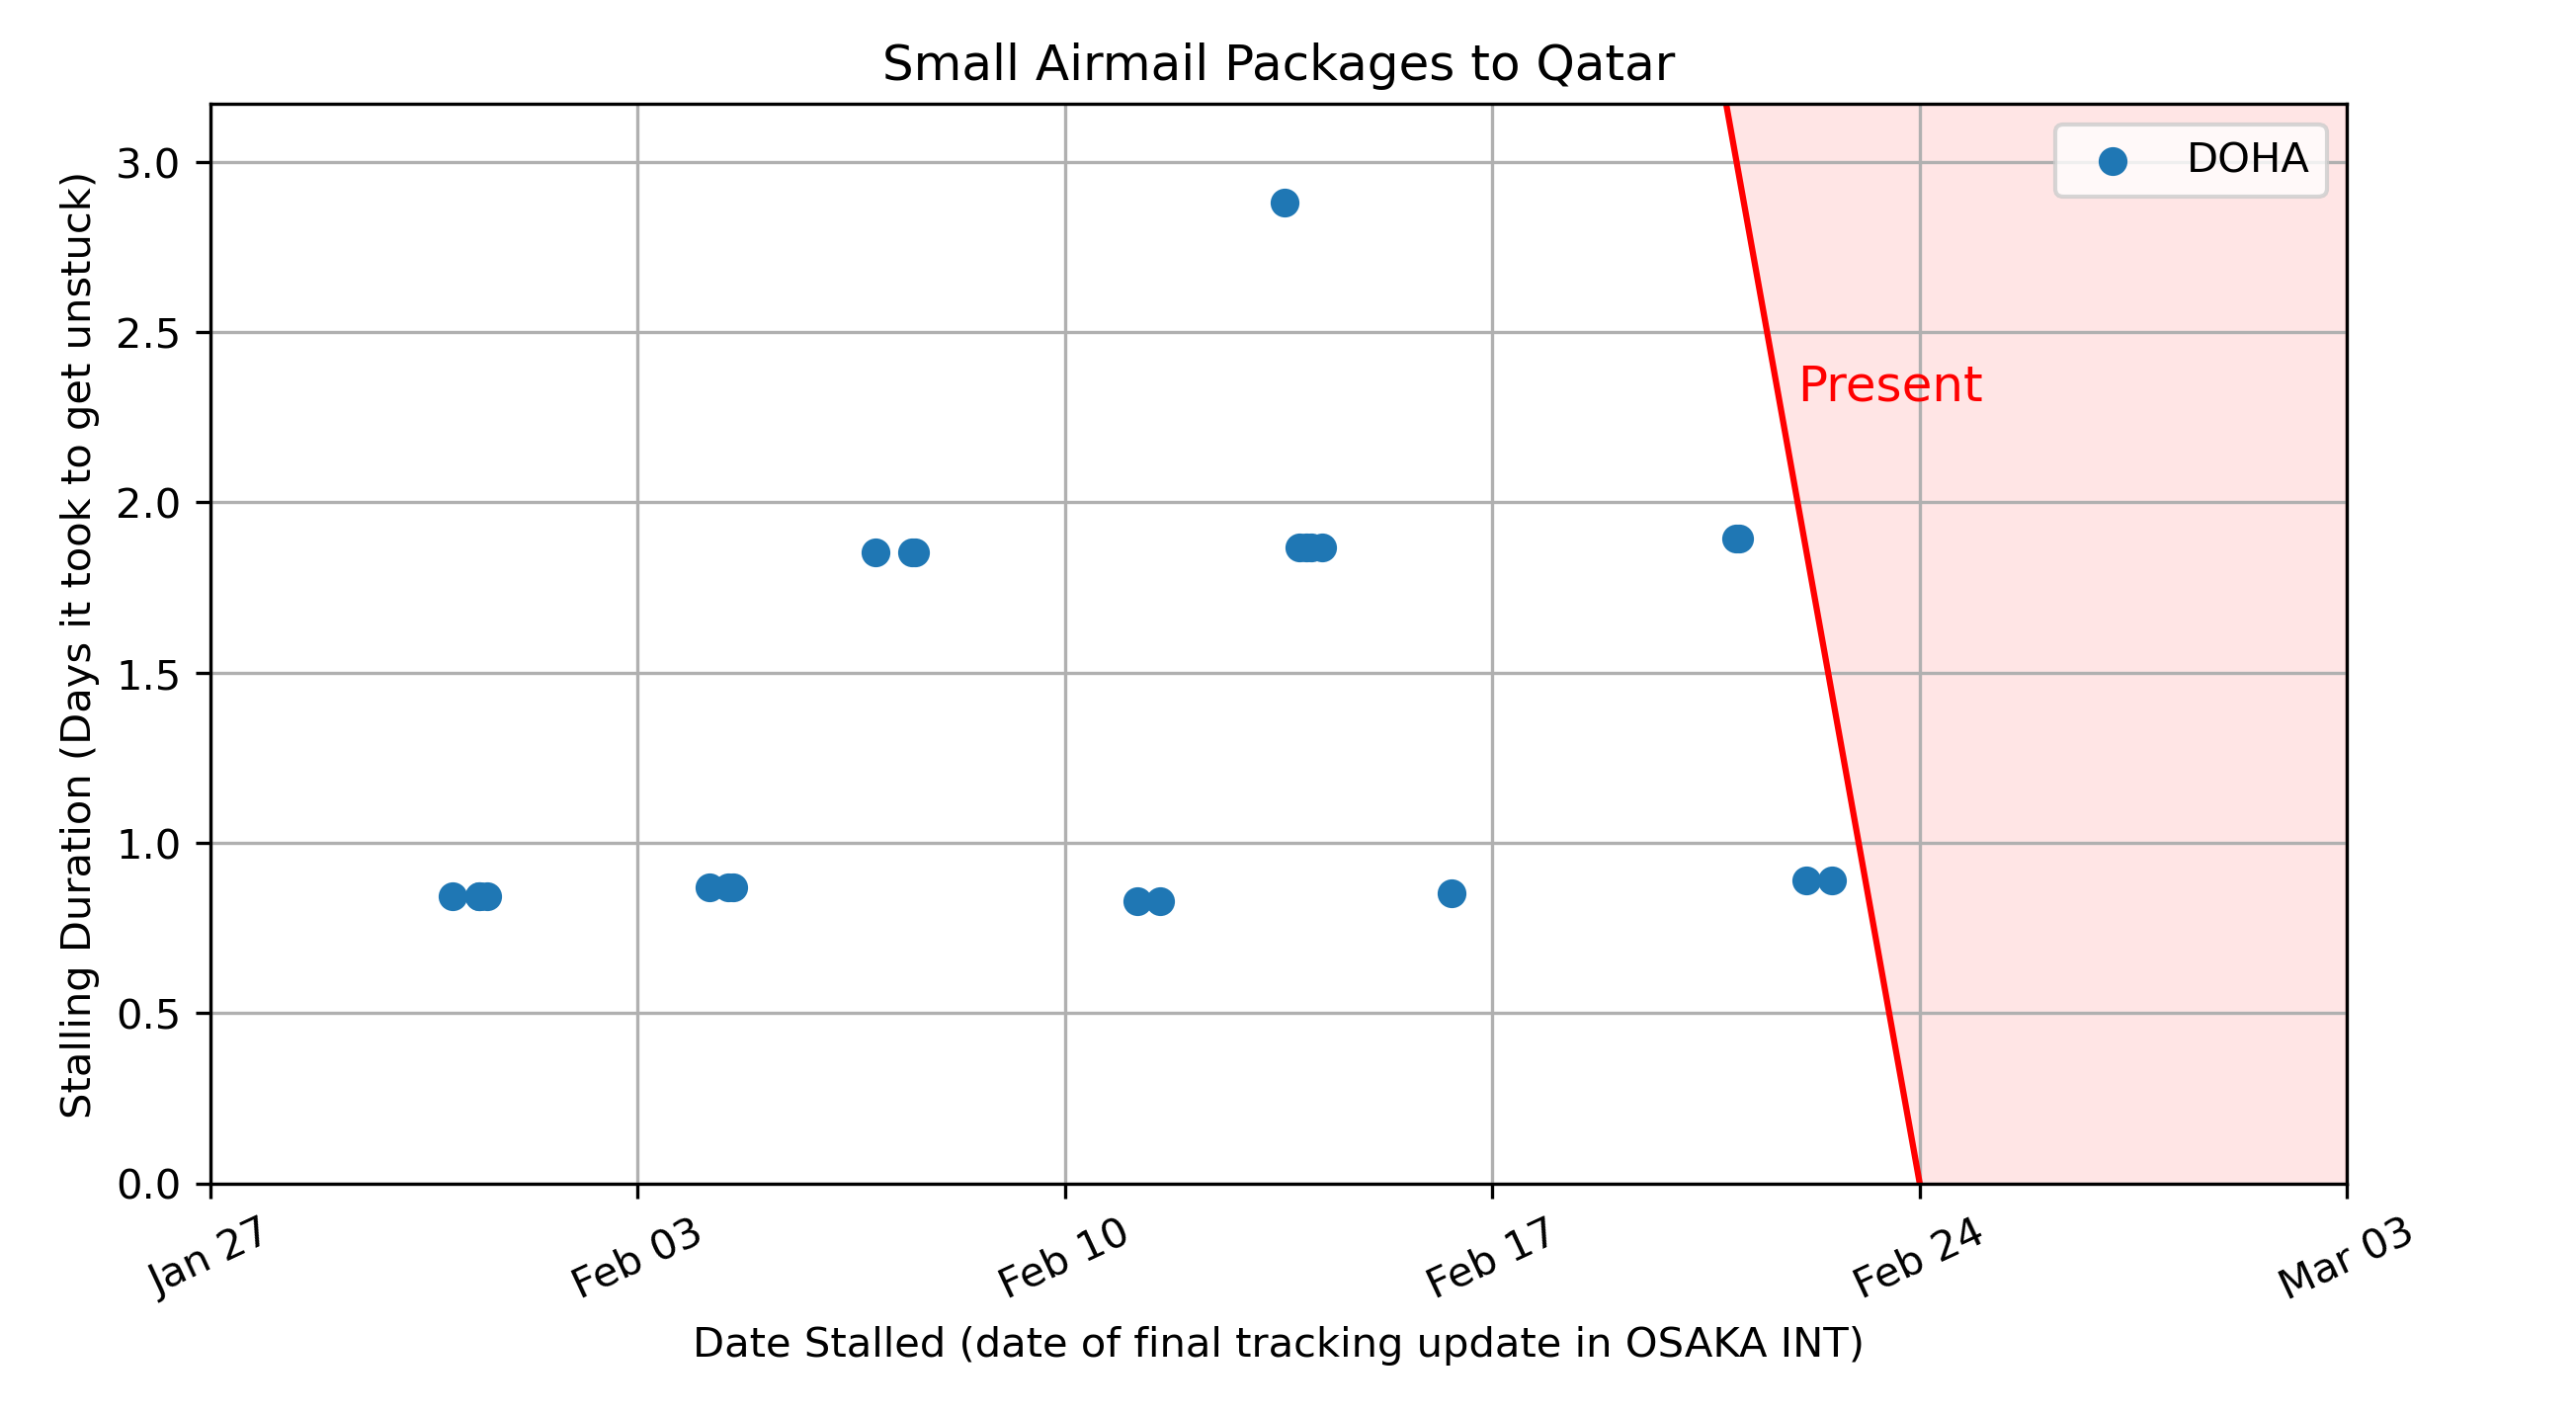 Small Airmail Packages to Qatar
DOHA
Present
Stalling Duration (Days it took to get unstuck)
3.0
2.5
2.0
1.5
1.0
0.5
0.0
Jan 27
Feb 03
Feb 10
Feb 17
Feb 24
Mar 03
Date Stalled (date of final tracking update in OSAKA INT)